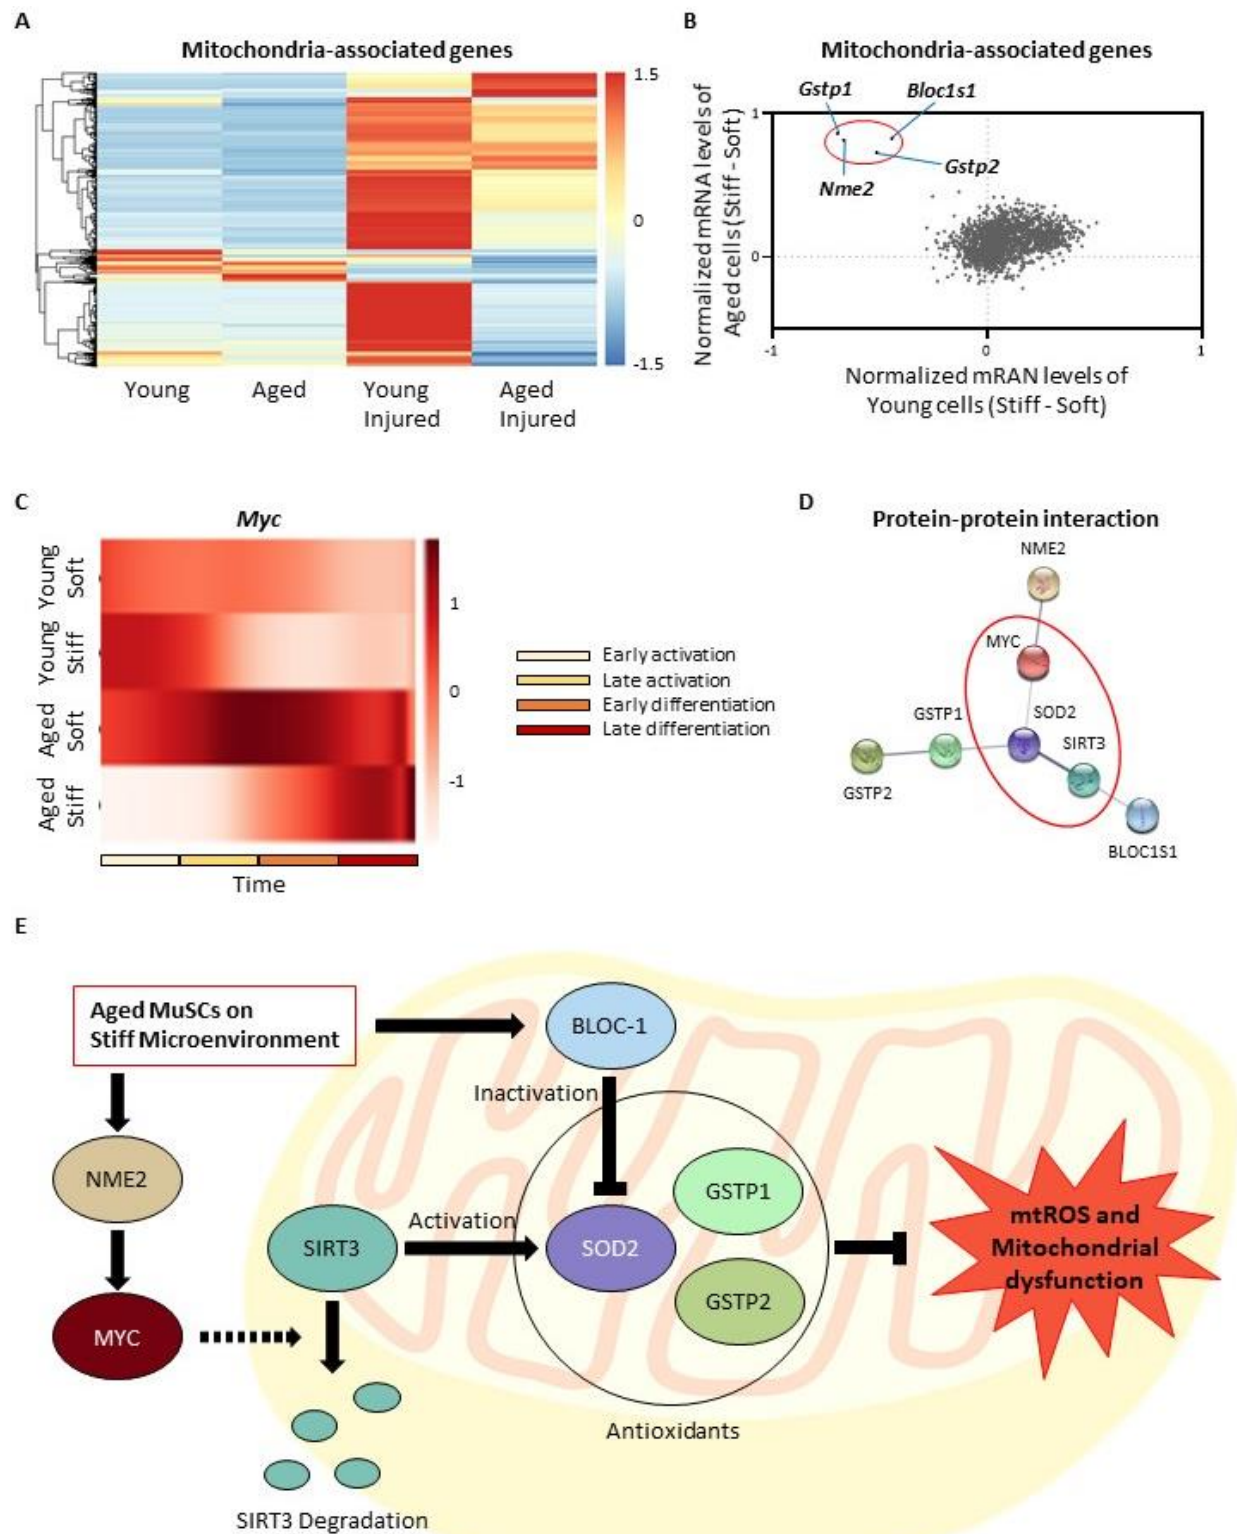 A
Mitochondria-associated genes
1.5
0
-1.5
Young
Aged
Young
Injured
Aged
Injured
B
Mitochondria-associated genes
Gstp1
Bloc1s1
Nme2
Gstp2
Normalized mRNA levels of
Aged cells (Stiff - Soft)
1
0
-1
0
1
Normalized mRAN levels of
Young cells (Stiff - Soft)
C
Myc
Young
Soft
Young
Stiff
Aged
Soft
Aged
Stiff
1
0
-1
Time
Early activation
Late activation
Early differentiation
Late differentiation
D
Protein-protein interaction
NME2
MYC
GSTP1
SOD2
SIRT3
GSTP2
BLOC1S1
E
Aged MuSCs on
Stiff Microenvironment
BLOC-1
Inactivation
NME2
GSTP1
Activation
SIRT3
SOD2
mtROS and
Mitochondrial
dysfunction
GSTP2
MYC
Antioxidants
SIRT3 Degradation